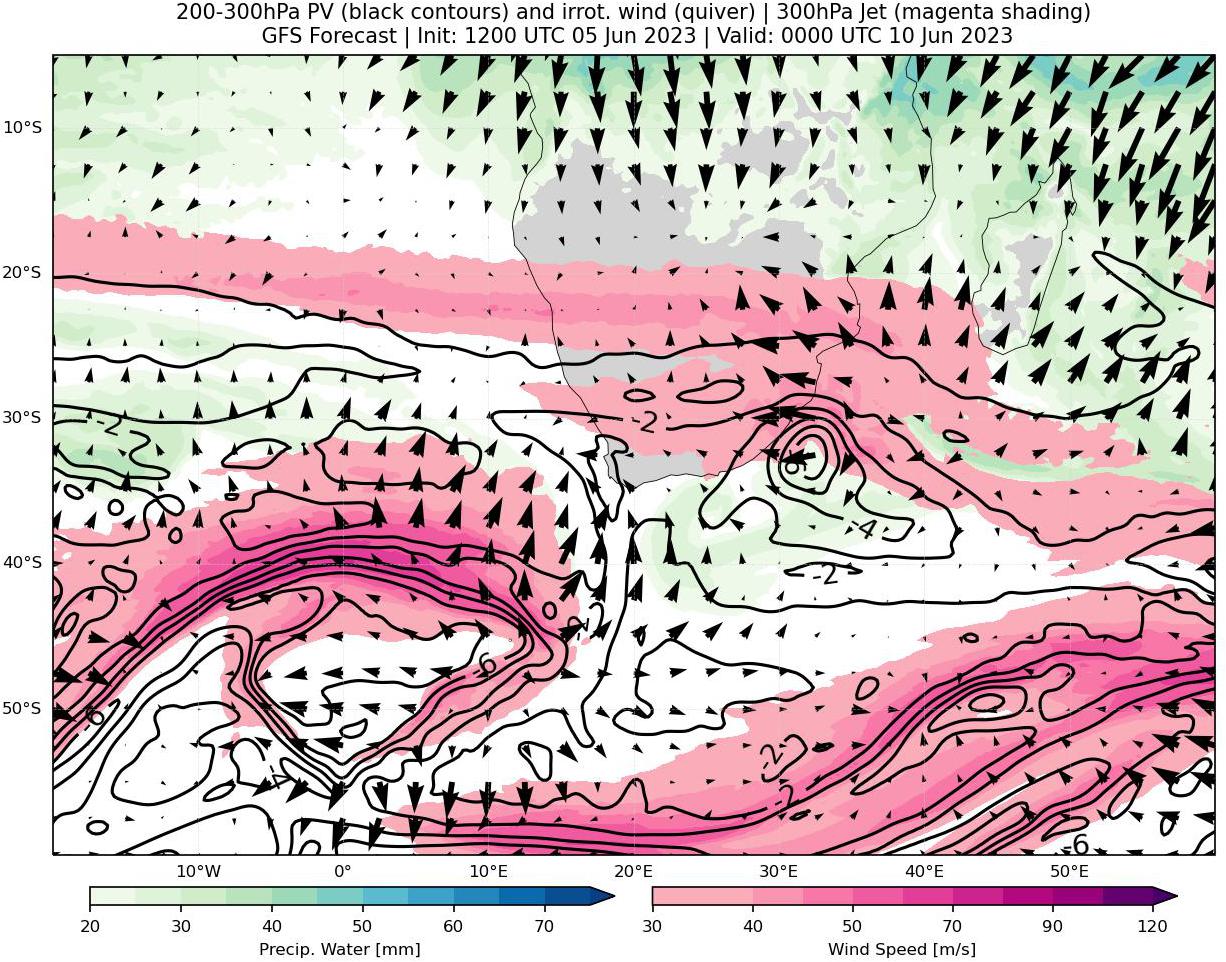 200-300hPa PV (black contours) and irrot. wind (quiver) | 300hPa Jet (magenta shading)
GFS Forecast | Init: 1200 UTC 05 Jun 2023 | Valid: 0000 UTC 10 Jun 2023
10°S
20°S
30°S
-2
-2
-4
40°S
-2
-2
-6
50°S
-6
-2
-4
-2
-6
10°W 0° 10°E 20°E 30°E 40°E 50°E
20 30 40 50 60 70
30 40 50 70 90 120
Precip. Water [mm] Wind Speed [m/s]